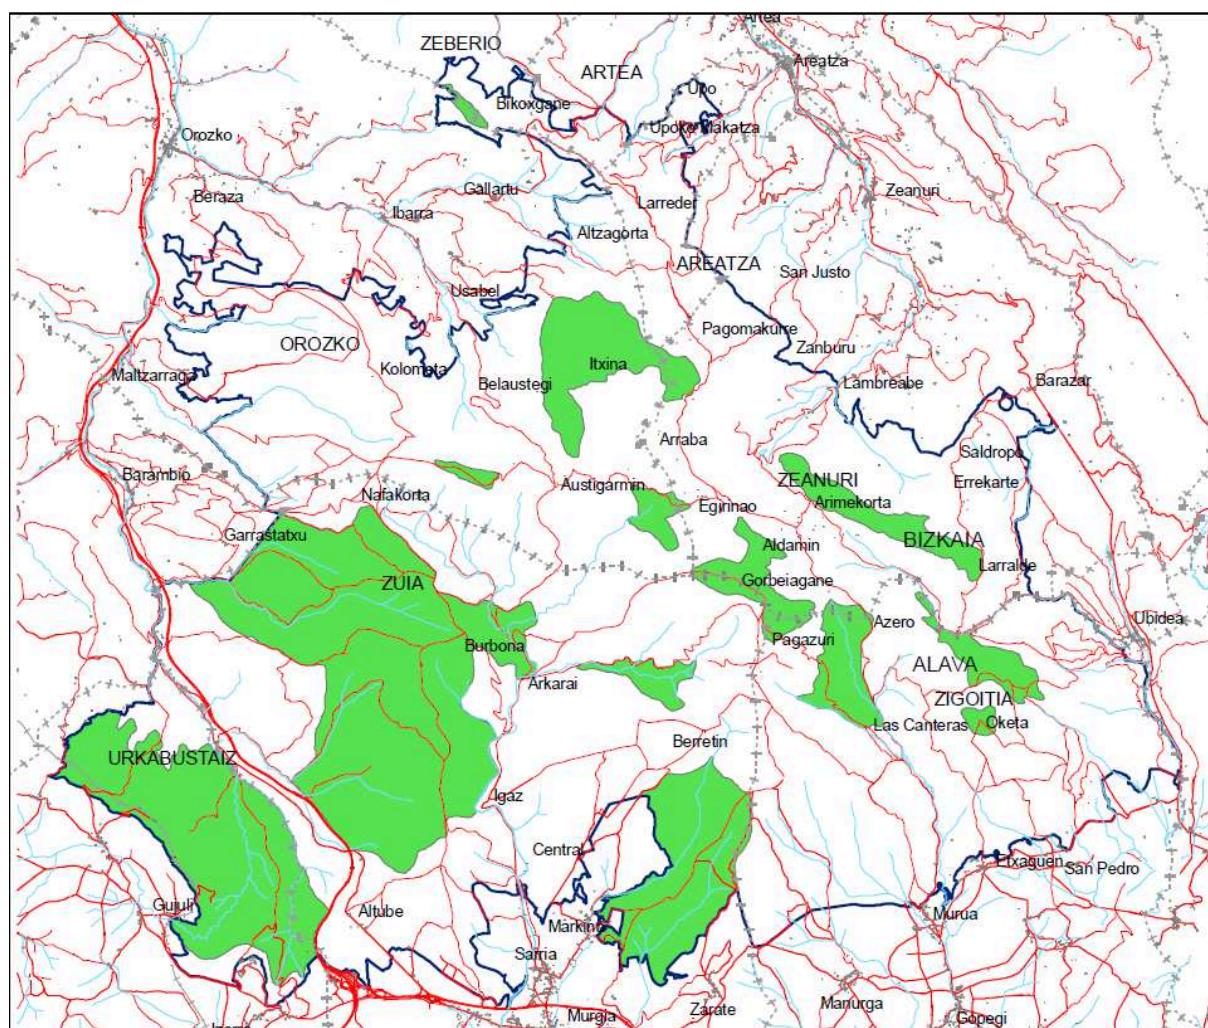 Artea
ZEBERIO
ARTEA
Areatza
Bikoxgane
Upo
Upoko Makatza
Orozko
Beraza
Gallartu
Ibarra
Larreder
Zeanuri
Altzagorta
AREATZA
San Justo
Usabel
OROZKO
Pagomakurre
Zanburu
Itxina
Maltzarraga
Kolometa
Belaustegi
Lambreabe
Barazar
Arraba
Saldropo
Barambio
Nafakorta
Austigarmin
ZEANURI
Errekarte
Egirinao
Arimekorta
Garrastatxu
Aldamin
BIZKAIA
Larralde
ZUIA
Gorbeiagane
Burbona
Pagazuri
Azero
Ubidea
Arkarai
ALAVA
ZIGOITIA
Las Canteras
Oketa
URKABUSTAIZ
Berretin
Igaz
Central
Etxaguen
San Pedro
Gujuli
Altube
Markino
Murua
Sarria
Zarate
Manurga
Murgia
Gopegi